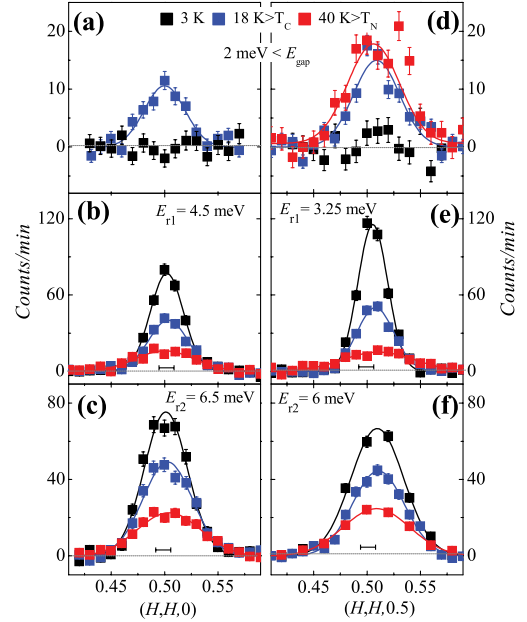 (a)
■ 3 K ■ 18 K>T_C ■ 40 K>T_N
(d)
2 meV < E_gap
20
10
0
20
10
0
(b)
E_r1 = 4.5 meV
E_r1 = 3.25 meV
(e)
120
60
0
120
60
0
Counts/min
Counts/min
(c)
E_r2 = 6.5 meV
E_r2 = 6 meV
(f)
80
40
0
80
40
0
0.45 0.50 0.55
0.45 0.50 0.55
(H,H,0)
(H,H,0.5)